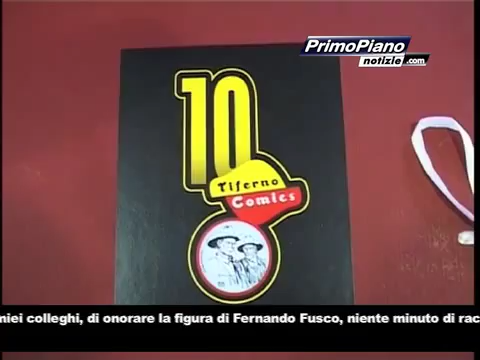 PrimoPiano
notizie.com
10
Tiferno
Comics
miei colleghi, di onorare la figura di Fernando Fusco, niente minuto di rac